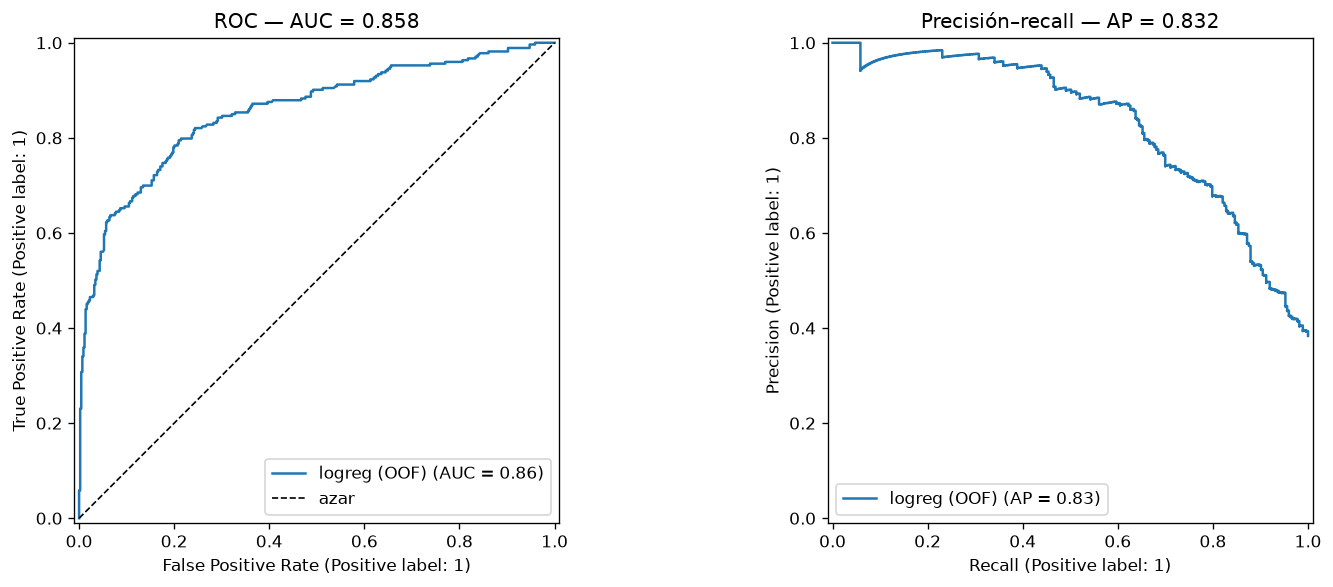 ROC — AUC = 0.858
1.0
0.8
0.6
0.4
0.2
0.0
True Positive Rate (Positive label: 1)
logreg (OOF) (AUC = 0.86)
azar
0.0 0.2 0.4 0.6 0.8 1.0
False Positive Rate (Positive label: 1)
Precisión–recall — AP = 0.832
1.0
0.8
0.6
0.4
0.2
0.0
Precision (Positive label: 1)
logreg (OOF) (AP = 0.83)
0.0 0.2 0.4 0.6 0.8 1.0
Recall (Positive label: 1)